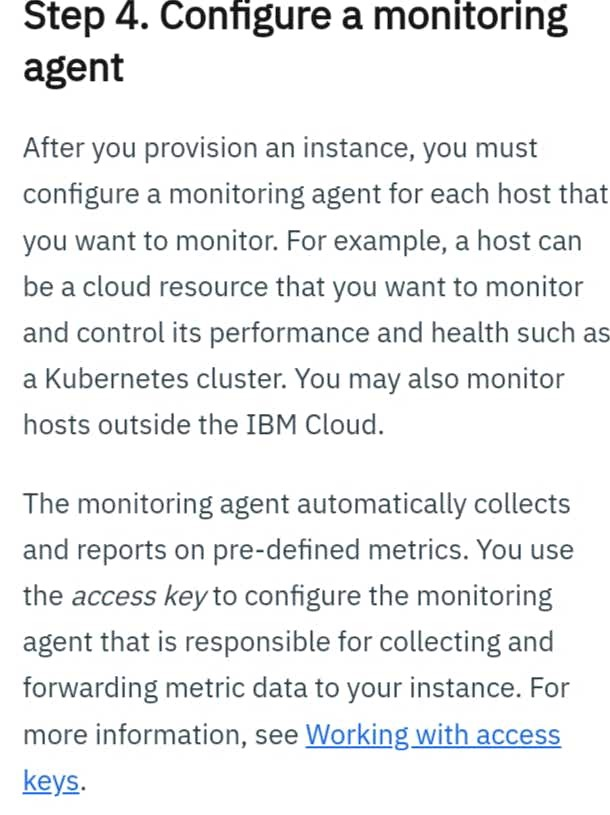 Step 4. Configure a monitoring
agent
After you provision an instance, you must
configure a monitoring agent for each host that
you want to monitor. For example, a host can
be a cloud resource that you want to monitor
and control its performance and health such as
a Kubernetes cluster. You may also monitor
hosts outside the IBM Cloud.
The monitoring agent automatically collects
and reports on pre-defined metrics. You use
the access key to configure the monitoring
agent that is responsible for collecting and
forwarding metric data to your instance. For
more information, see Working with access
keys.